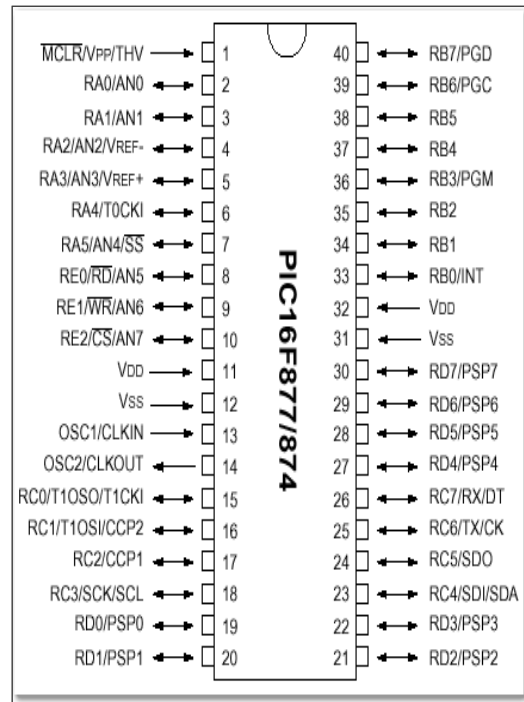 MCLR/VPP/THV 1 40 RB7/PGD
RA0/AN0 2 39 RB6/PGC
RA1/AN1 3 38 RB5
RA2/AN2/VREF- 4 37 RB4
RA3/AN3/VREF+ 5 36 RB3/PGM
RA4/T0CKI 6 35 RB2
RA5/AN4/SS 7 34 RB1
RE0/RD/AN5 8 33 RB0/INT
RE1/WR/AN6 9 32 VDD
RE2/CS/AN7 10 31 VSS
VDD 11 30 RD7/PSP7
VSS 12 29 RD6/PSP6
OSC1/CLKIN 13 28 RD5/PSP5
OSC2/CLKOUT 14 27 RD4/PSP4
RC0/T1OSO/T1CKI 15 26 RC7/RX/DT
RC1/T1OSI/CCP2 16 25 RC6/TX/CK
RC2/CCP1 17 24 RC5/SDO
RC3/SCK/SCL 18 23 RC4/SDI/SDA
RD0/PSP0 19 22 RD3/PSP3
RD1/PSP1 20 21 RD2/PSP2
PIC16F877/874